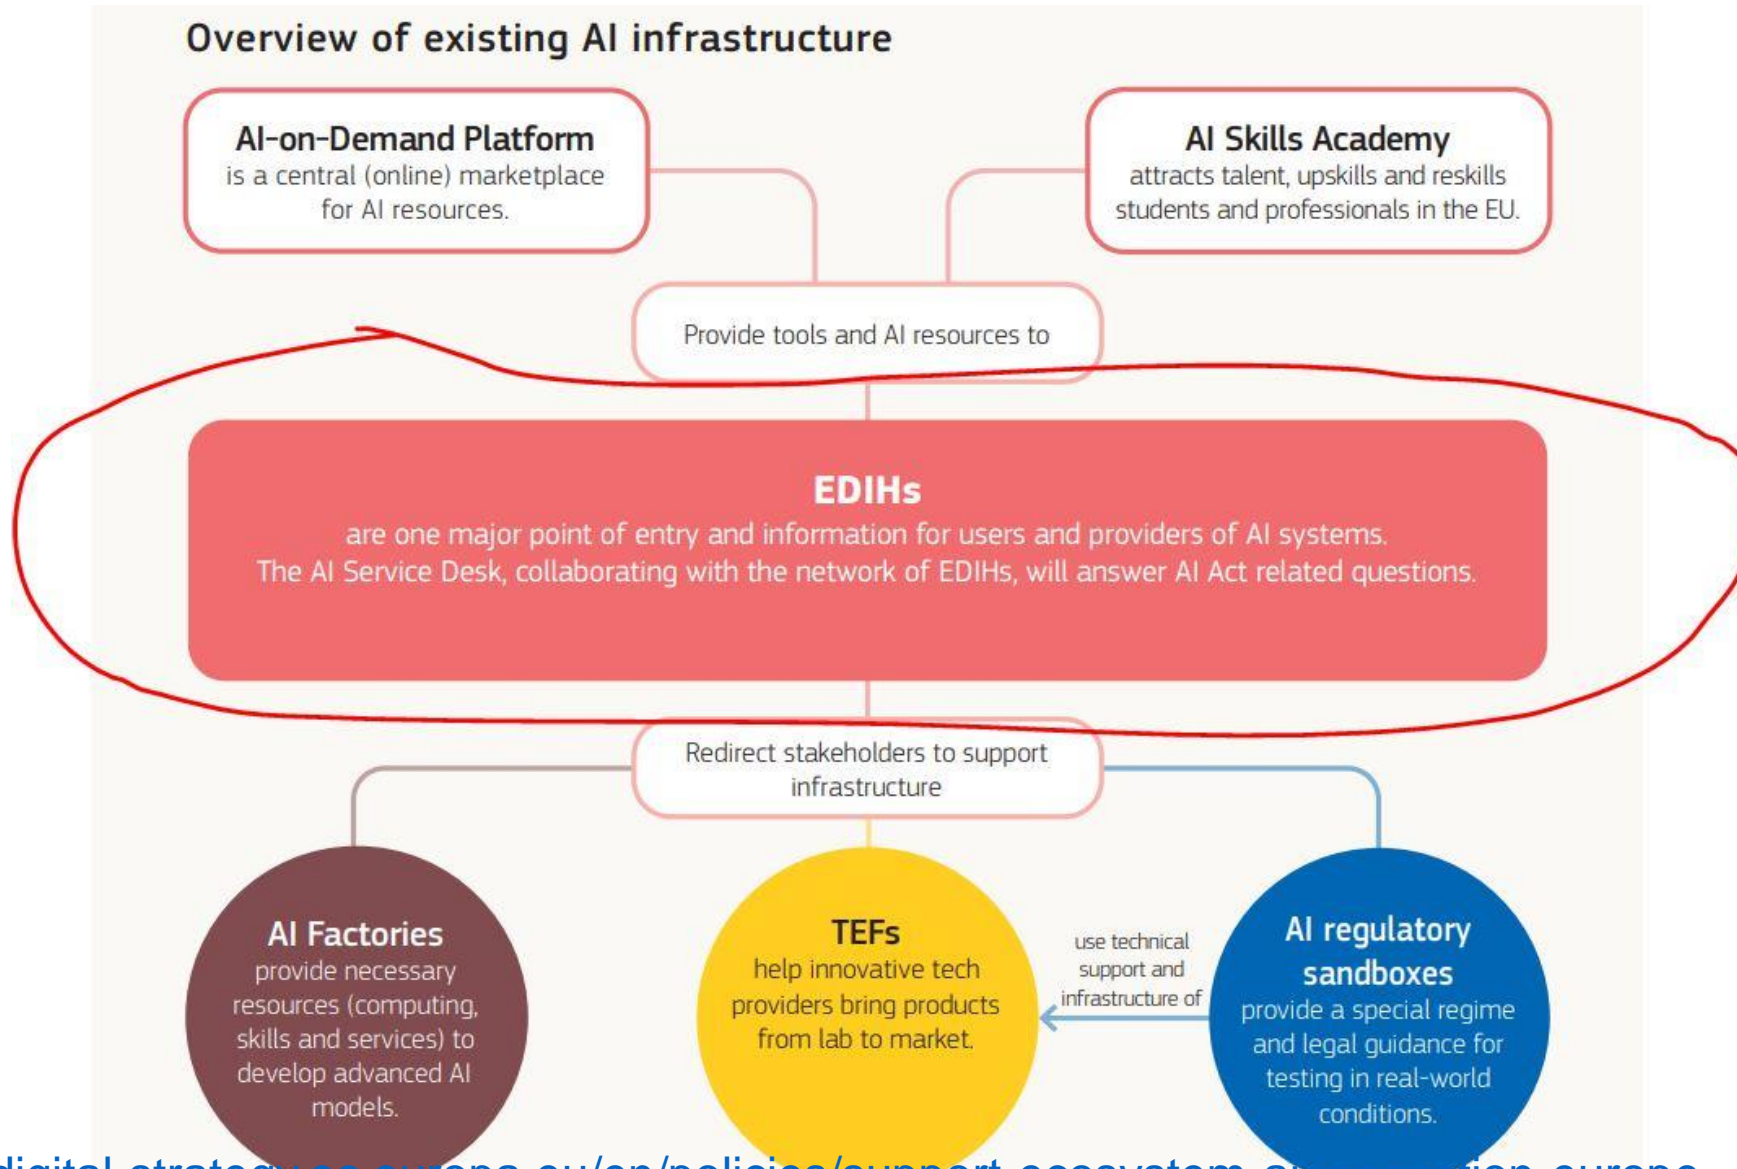 Overview of existing AI infrastructure
AI-on-Demand Platform
is a central (online) marketplace
for AI resources.
AI Skills Academy
attracts talent, upskills and reskills
students and professionals in the EU.
Provide tools and AI resources to
EDIHs
are one major point of entry and information for users and providers of AI systems.
The AI Service Desk, collaborating with the network of EDIHs, will answer AI Act related questions.
Redirect stakeholders to support
infrastructure
AI Factories
provide necessary
resources (computing,
skills and services) to
develop advanced AI
models.
TEFs
help innovative tech
providers bring products
from lab to market.
use technical
support and
infrastructure of
AI regulatory
sandboxes
provide a special regime
and legal guidance for
testing in real-world
conditions.